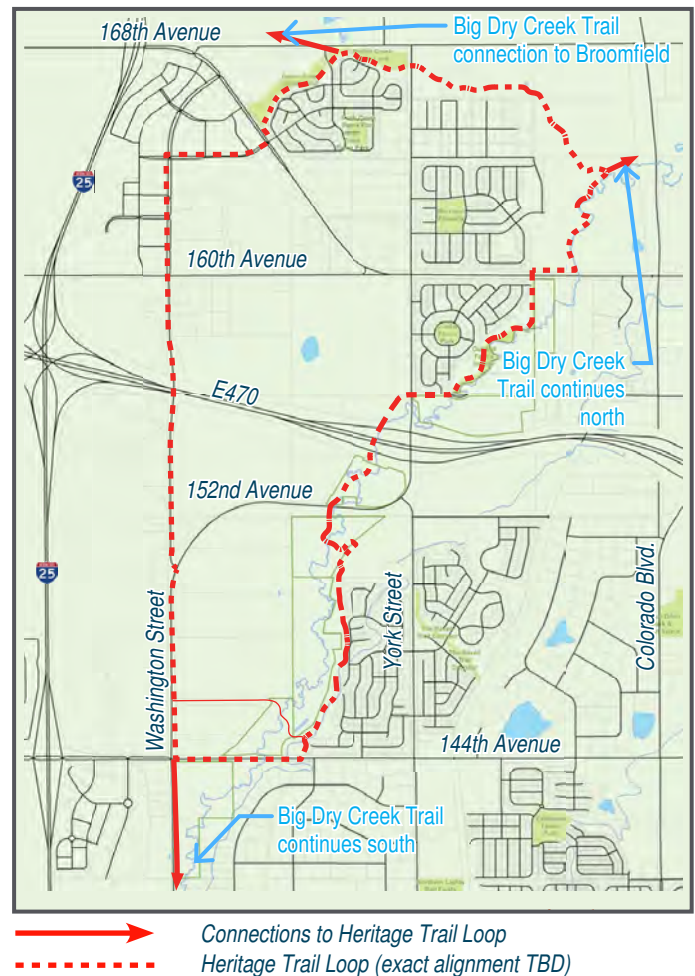 168th Avenue
Big Dry Creek Trail
connection to Broomfield
25
160th Avenue
Big Dry Creek
Trail continues
north
E470
152nd Avenue
25
Washington Street
York Street
Colorado Blvd.
144th Avenue
Big Dry Creek Trail
continues south
Connections to Heritage Trail Loop
Heritage Trail Loop (exact alignment TBD)